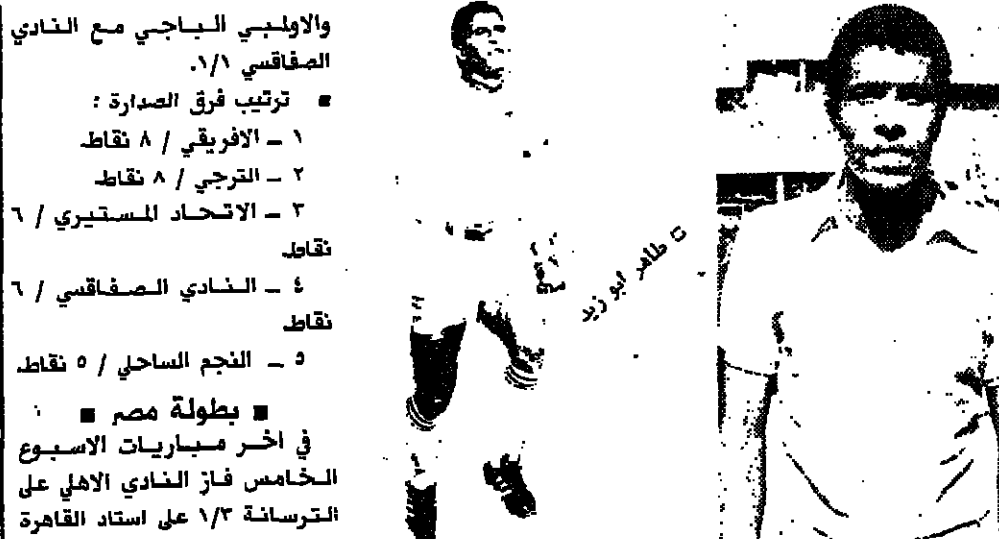 والاولمبي الباجي مع النادي
الصفاقسي ١/١.
■ ترتيب فرق الصدارة :
١ ـ الافريقي / ٨ نقاط.
٢ ـ الترجي / ٨ نقاط.
٣ ـ الاتحاد المستيري / ٦
نقاط.
٤ ـ النادي الصفاقسي / ٦
نقاط.
٥ ـ النجم الساحلي / ٥ نقاط.
■ بطولة مصر ■
في اخر مباريات الاسبوع
الخامس فاز النادي الاهلي على
الترسانة ١/٣ على استاد القاهرة
□ طاهر ابو زيد